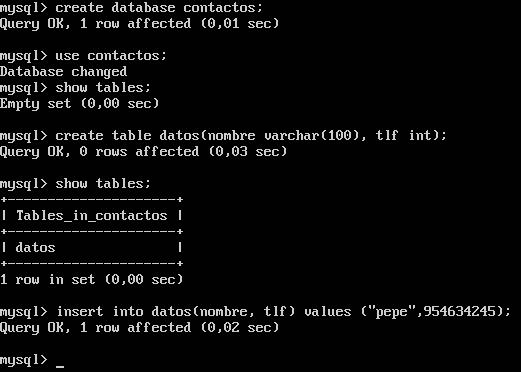 mysql> create database contactos;
Query OK, 1 row affected (0,01 sec)
mysql> use contactos;
Database changed
mysql> show tables;
Empty set (0,00 sec)
mysql> create table datos(nombre varchar(100), tlf int);
Query OK, 0 rows affected (0,03 sec)
mysql> show tables;
+---------------------+
| Tables_in_contactos |
+---------------------+
| datos               |
+---------------------+
1 row in set (0,00 sec)
mysql> insert into datos(nombre, tlf) values ("pepe",954634245);
Query OK, 1 row affected (0,02 sec)
mysql> _